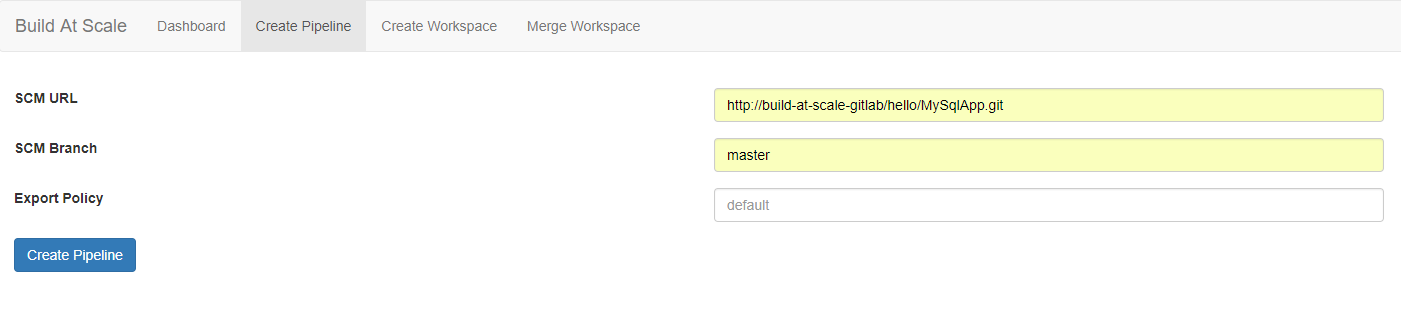 Build At Scale Dashboard Create Pipeline Create Workspace Merge Workspace
SCM URL http://build-at-scale-gitlab/hello/MySqlApp.git
SCM Branch master
Export Policy default
Create Pipeline